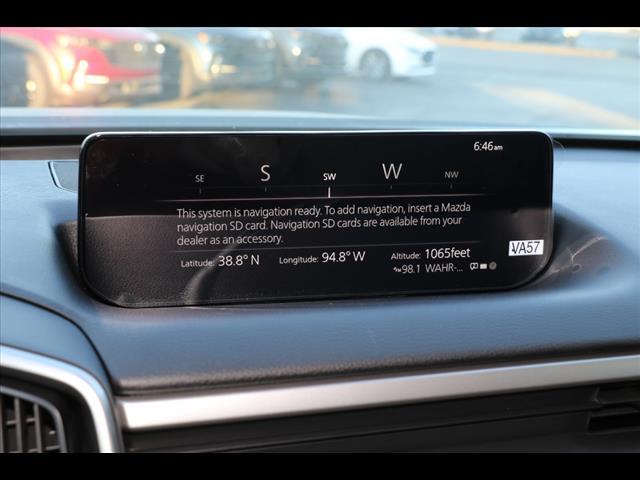 6:46am
SE S SW W NW
This system is navigation ready. To add navigation, insert a Mazda
navigation SD card. Navigation SD cards are available from your
dealer as an accessory.
VA57
Latitude: 38.8° N Longitude: 94.8° W Altitude: 1065feet
98.1 WAHR-...